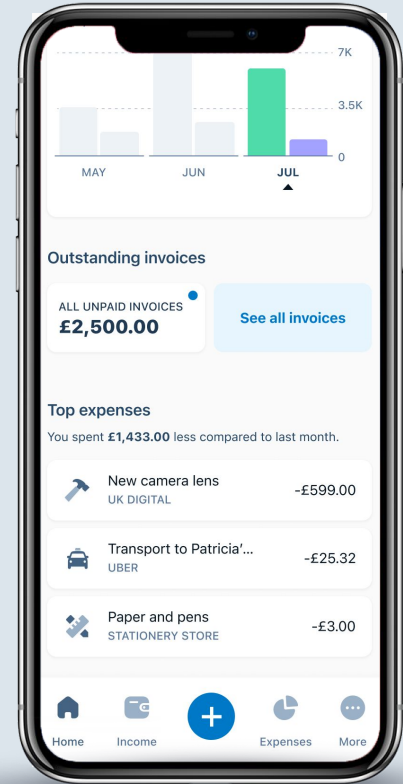 7K
3.5K
0
MAY JUN JUL
Outstanding invoices
ALL UNPAID INVOICES
£2,500.00
See all invoices
Top expenses
You spent £1,433.00 less compared to last month.
New camera lens
UK DIGITAL
-£599.00
Transport to Patricia'...
UBER
-£25.32
Paper and pens
STATIONERY STORE
-£3.00
Home Income Expenses More